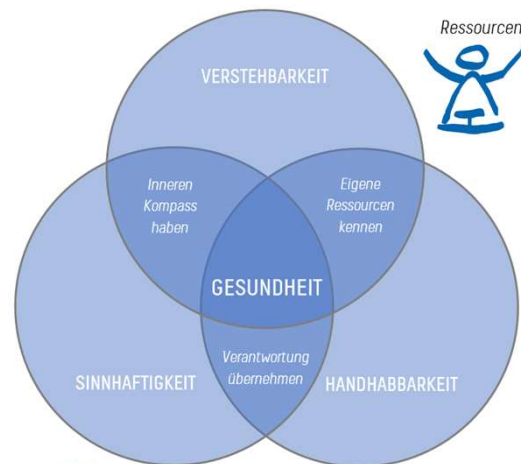 Ressourcen
VERSTEHBARKEIT
Inneren
Kompass
haben
Eigene
Ressourcen
kennen
GESUNDHEIT
Verantwortung
übernehmen
SINNHAFTIGKEIT
HANDHABBARKEIT